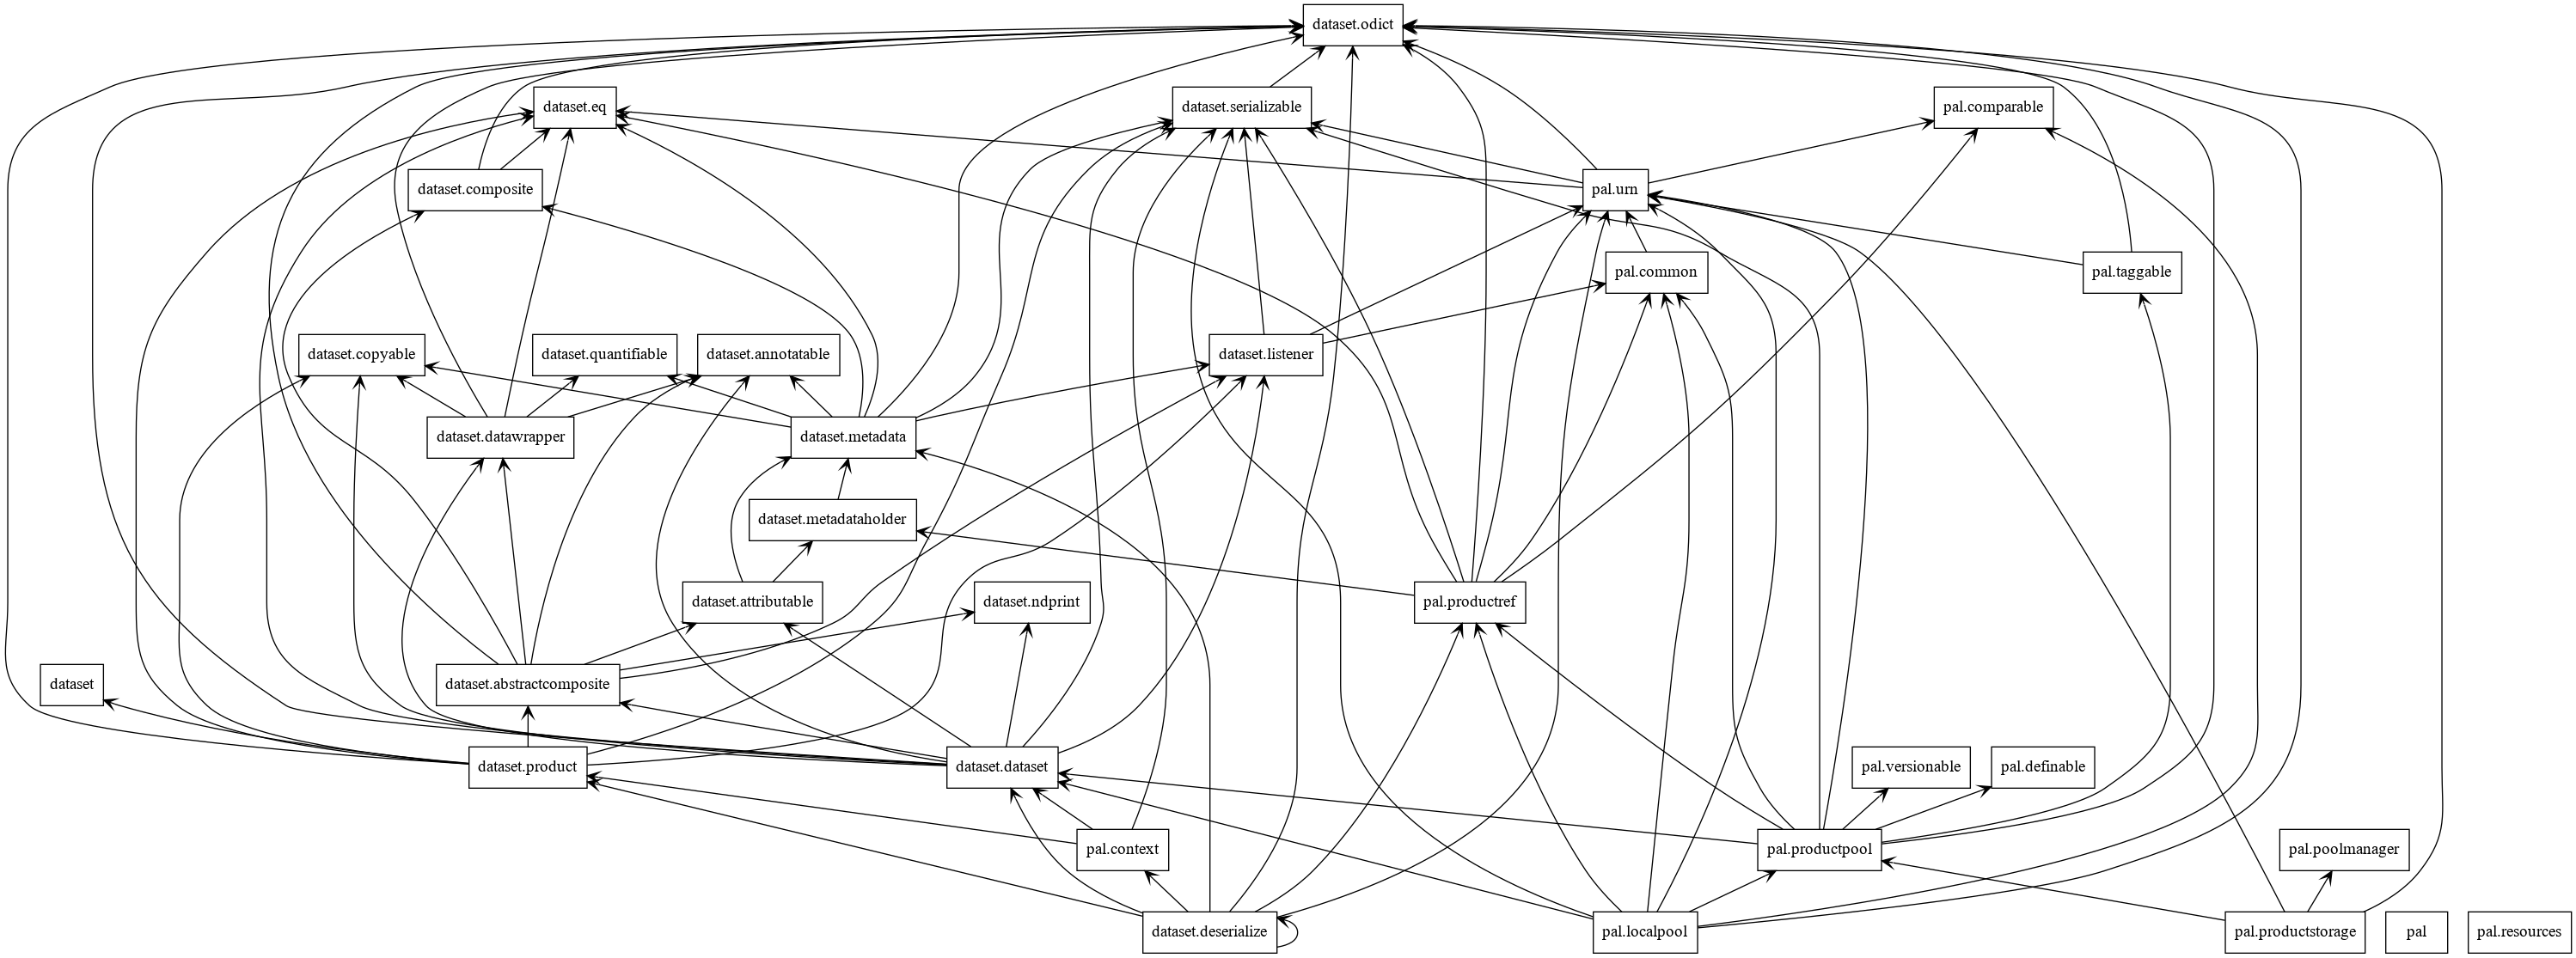 dataset.odict
dataset.eq
dataset.serializable
pal.comparable
dataset.composite
pal.urn
pal.common
pal.taggable
dataset.copyable
dataset.quantifiable
dataset.annotatable
dataset.listener
dataset.datawrapper
dataset.metadata
dataset.metadataholder
dataset.attributable
dataset.ndprint
pal.productref
dataset
dataset.abstractcomposite
dataset.product
dataset.dataset
pal.versionable
pal.definable
pal.context
pal.productpool
pal.poolmanager
dataset.deserialize
pal.localpool
pal.productstorage
pal
pal.resources